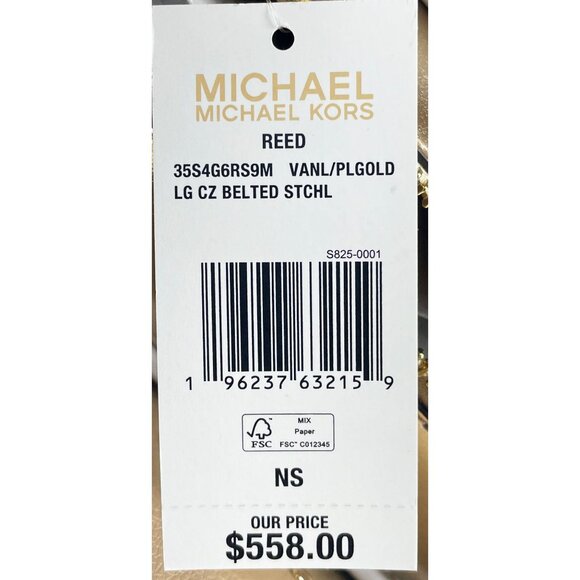 MICHAEL
MICHAEL KORS
REED
35S4G6RS9M VANL/PLGOLD
LG CZ BELTED STCHL
S825-0001
1 96237 63215 9
FSC
MIX
Paper
FSC™ C012345
NS
OUR PRICE
$558.00